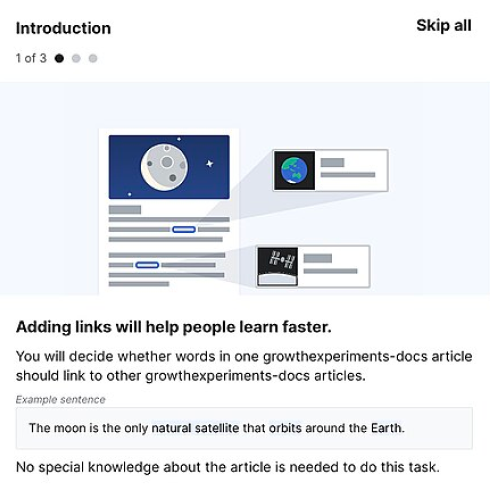 Introduction
Skip all
1 of 3
Adding links will help people learn faster.
You will decide whether words in one growthexperiments-docs article
should link to other growthexperiments-docs articles.
Example sentence
The moon is the only natural satellite that orbits around the Earth.
No special knowledge about the article is needed to do this task.